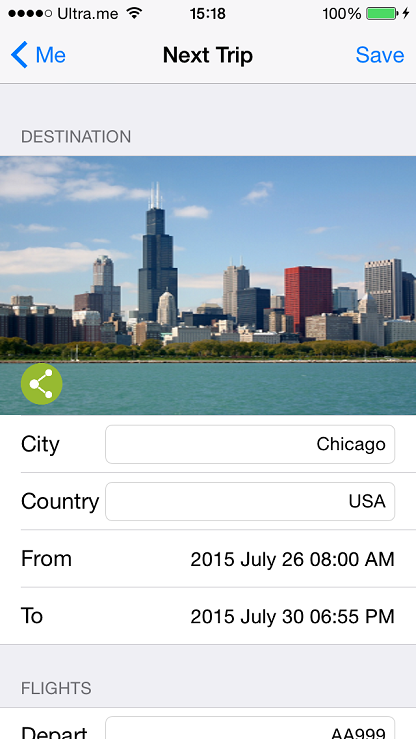 Ultra.me 15:18 100%
Me Next Trip Save
DESTINATION
City Chicago
Country USA
From 2015 July 26 08:00 AM
To 2015 July 30 06:55 PM
FLIGHTS
Depart AA999